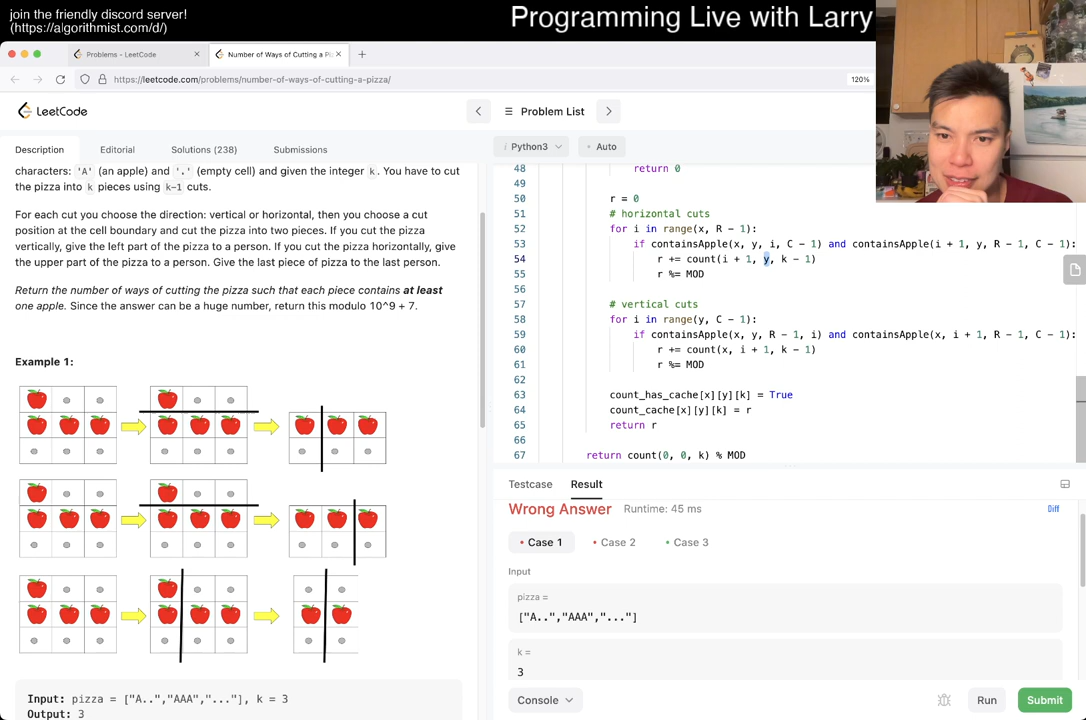 join the friendly discord server!
(https://algorithmist.com/d/)
Programming Live with Larry
Problems - LeetCode
Number of Ways of Cutting a Pi
https://leetcode.com/problems/number-of-ways-of-cutting-a-pizza/
120%
LeetCode
Problem List
Description
Editorial
Solutions (238)
Submissions
i Python3
Auto
characters: 'A' (an apple) and '.' (empty cell) and given the integer k. You have to cut
the pizza into k pieces using k-1 cuts.
For each cut you choose the direction: vertical or horizontal, then you choose a cut
position at the cell boundary and cut the pizza into two pieces. If you cut the pizza
vertically, give the left part of the pizza to a person. If you cut the pizza horizontally, give
the upper part of the pizza to a person. Give the last piece of pizza to the last person.
Return the number of ways of cutting the pizza such that each piece contains at least
one apple. Since the answer can be a huge number, return this modulo 10^9 + 7.
Example 1:
Input: pizza = ["A..","AAA","..."], k = 3
Output: 3
48 return 0
49
50 r = 0
51 # horizontal cuts
52 for i in range(x, R - 1):
53 if containsApple(x, y, i, C - 1) and containsApple(i + 1, y, R - 1, C - 1):
54 r += count(i + 1, y, k - 1)
55 r %= MOD
56
57 # vertical cuts
58 for i in range(y, C - 1):
59 if containsApple(x, y, R - 1, i) and containsApple(x, i + 1, R - 1, C - 1):
60 r += count(x, i + 1, k - 1)
61 r %= MOD
62
63 count_has_cache[x][y][k] = True
64 count_cache[x][y][k] = r
65 return r
66
67 return count(0, 0, k) % MOD
Testcase
Result
Wrong Answer
Runtime: 45 ms
Diff
Case 1
Case 2
Case 3
Input
pizza =
["A..","AAA","..."]
k =
3
Console
Run
Submit